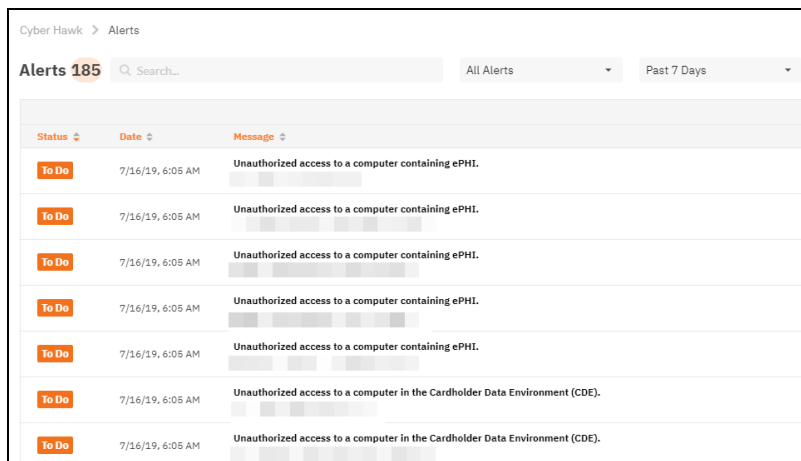 Cyber Hawk > Alerts
Alerts 185 Search... All Alerts Past 7 Days
Status Date Message
To Do 7/16/19, 6:05 AM Unauthorized access to a computer containing ePHI.
To Do 7/16/19, 6:05 AM Unauthorized access to a computer containing ePHI.
To Do 7/16/19, 6:05 AM Unauthorized access to a computer containing ePHI.
To Do 7/16/19, 6:05 AM Unauthorized access to a computer containing ePHI.
To Do 7/16/19, 6:05 AM Unauthorized access to a computer containing ePHI.
To Do 7/16/19, 6:05 AM Unauthorized access to a computer in the Cardholder Data Environment (CDE).
To Do 7/16/19, 6:05 AM Unauthorized access to a computer in the Cardholder Data Environment (CDE).